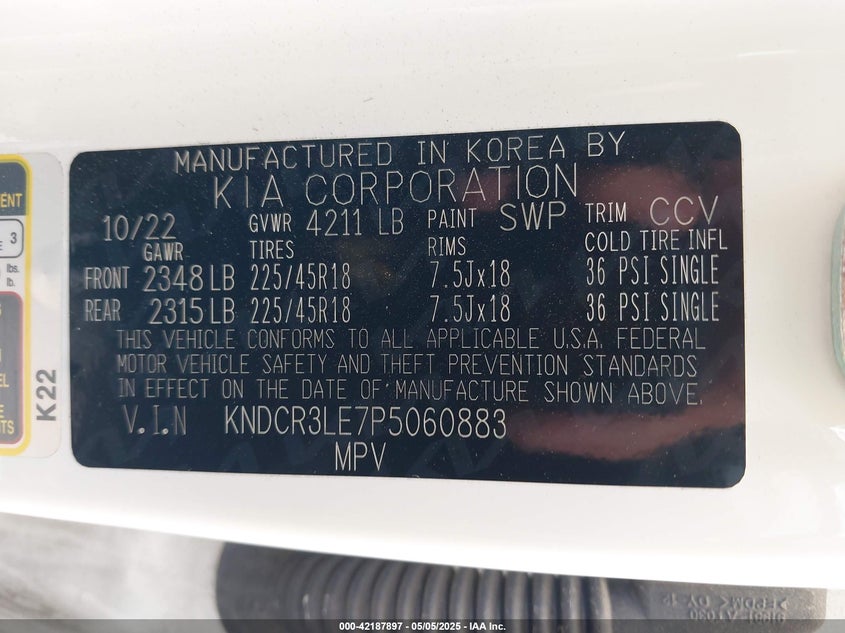 MANUFACTURED IN KOREA BY
KIA CORPORATION
10/22 GVWR 4211 LB PAINT SWP TRIM CCV
GAWR TIRES RIMS COLD TIRE INFL
FRONT 2348 LB 225/45R18 7.5Jx18 36 PSI SINGLE
REAR 2315 LB 225/45R18 7.5Jx18 36 PSI SINGLE
THIS VEHICLE CONFORMS TO ALL APPLICABLE U.S.A. FEDERAL
MOTOR VEHICLE SAFETY AND THEFT PREVENTION STANDARDS
IN EFFECT ON THE DATE OF MANUFACTURE SHOWN ABOVE.
V.I.N KNDCR3LE7P5060883
MPV
3
lbs.
lb.
K22
000-42187897 - 05/05/2025 - IAA Inc.